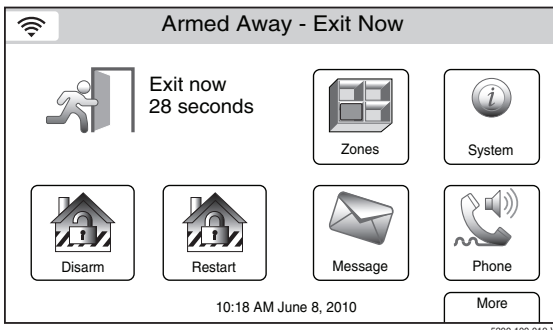 Armed Away - Exit Now
Exit now
28 seconds
Zones
System
Disarm
Restart
Message
Phone
10:18 AM June 8, 2010
More